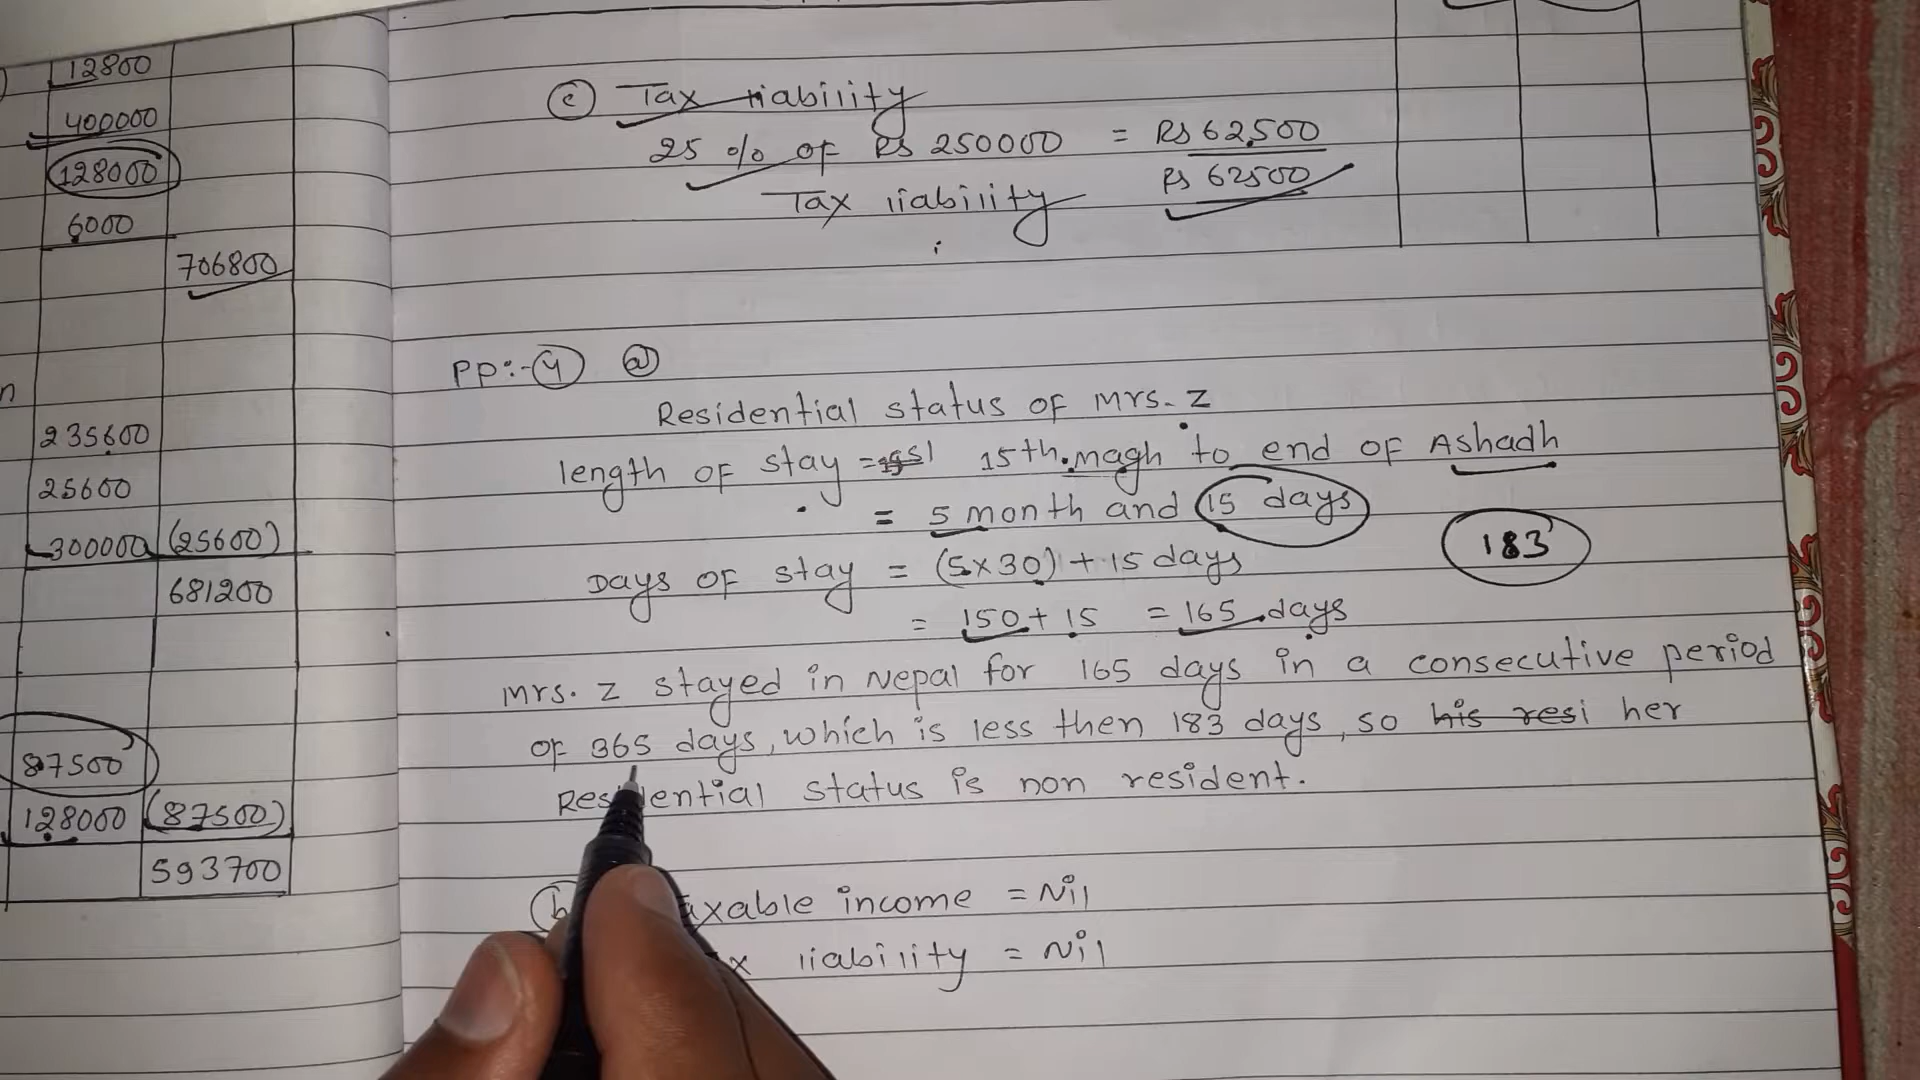 12800
400000
128000
6000
706800
n
235600
25600
300000 (25600)
681200
87500
128000 (87500)
593700
c Tax liability
25 % of Rs 250000 = Rs 62,500
Tax liability Rs 62500
PP:- 4 a
Residential status of Mrs. Z
length of stay = 15th magh to end of Ashadh
= 5 month and 15 days
183
Days of stay = (5x30) + 15 days
= 150 + 15 = 165 days
Mrs. Z stayed in Nepal for 165 days in a consecutive period
of 365 days, which is less then 183 days, so his resi her
Residential status is non resident.
b axable income = Nil
x liability = Nil